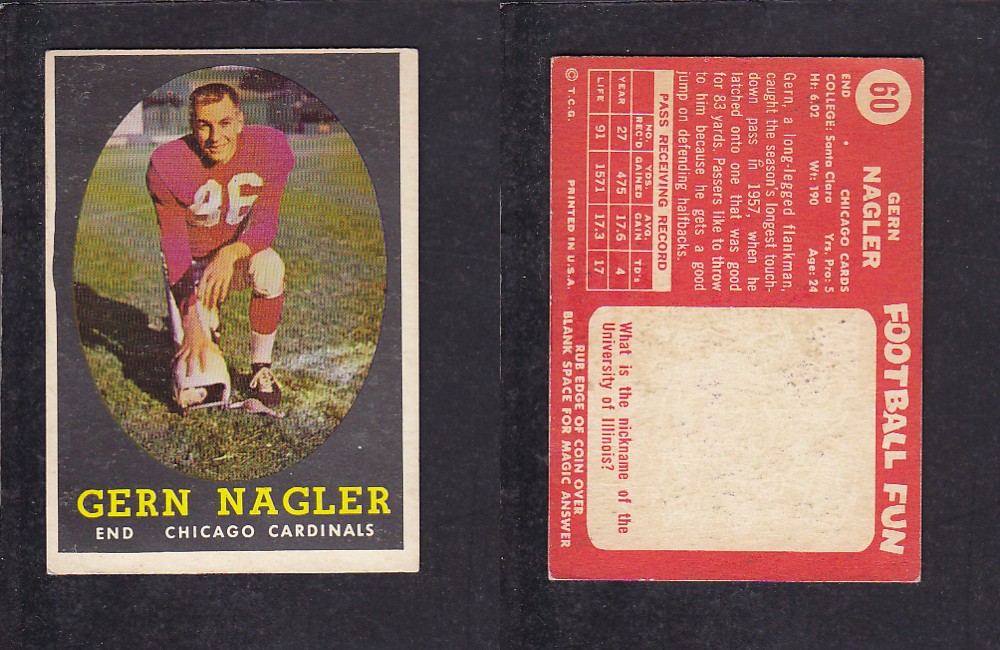 96
GERN NAGLER
END CHICAGO CARDINALS
60
GERN
NAGLER
END • CHICAGO CARDS
COLLEGE: Santa Clara Yrs. Pro: 5
Ht: 6.02 Wt: 190 Age: 24
Gern, a long-legged flankman,
caught the season's longest touch-
down pass in 1957, when he
latched onto one that was good
for 83 yards. Passers like to throw
to him because he gets a good
jump on defending halfbacks.
PASS RECEIVING RECORD
YEAR NO. REC'D YDS. GAINED AVG. GAIN TD's
YEAR 27 475 17.6 4
LIFE 91 1571 17.3 17
© T.C.G. PRINTED IN U.S.A.
FOOTBALL FUN
What is the nickname of the
University of Illinois?
RUB EDGE OF COIN OVER
BLANK SPACE FOR MAGIC ANSWER